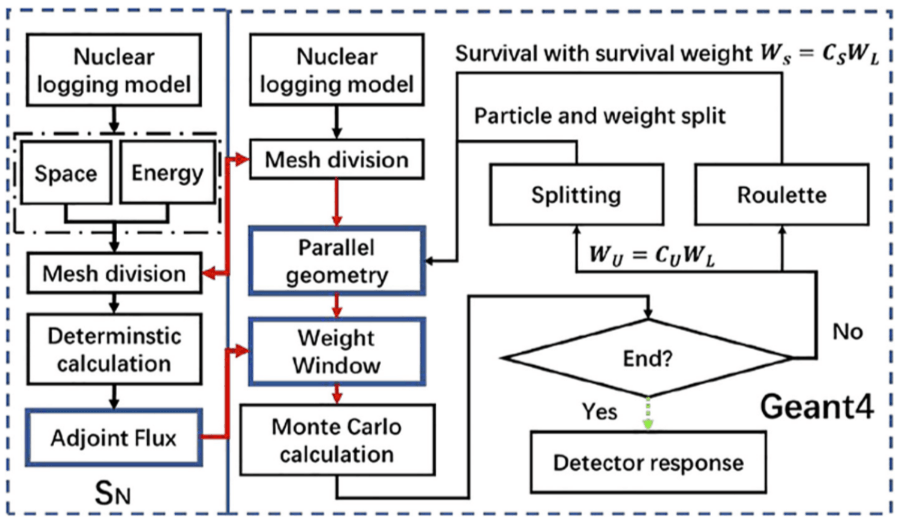 Nuclear
logging model
Space
Energy
Mesh division
Determinstic
calculation
Adjoint Flux
SN
Nuclear
logging model
Mesh division
Parallel
geometry
Weight
Window
Monte Carlo
calculation
Survival with survival weight W_s = C_S W_L
Particle and weight split
Splitting
Roulette
W_U = C_U W_L
End?
No
Yes
Geant4
Detector response